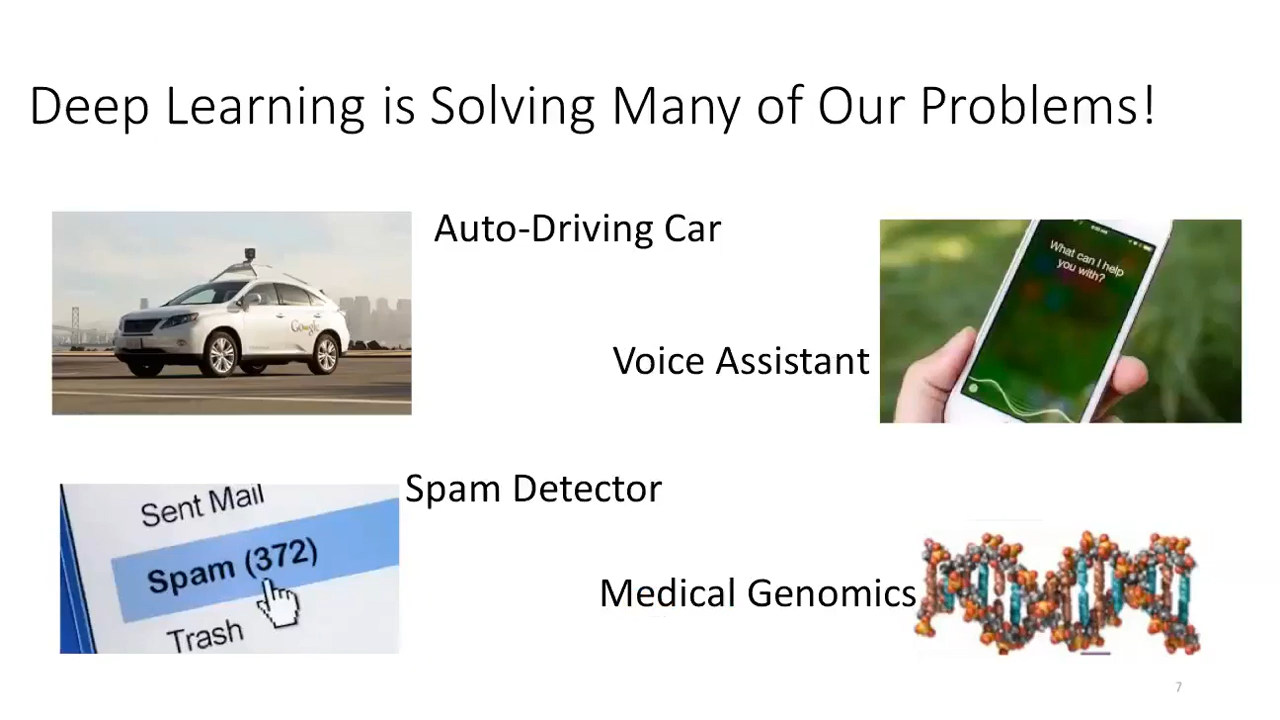 Deep Learning is Solving Many of Our Problems!
Auto-Driving Car
Google
What can I help
you with?
Voice Assistant
Spam Detector
Sent Mail
Spam (372)
Trash
Medical Genomics
7